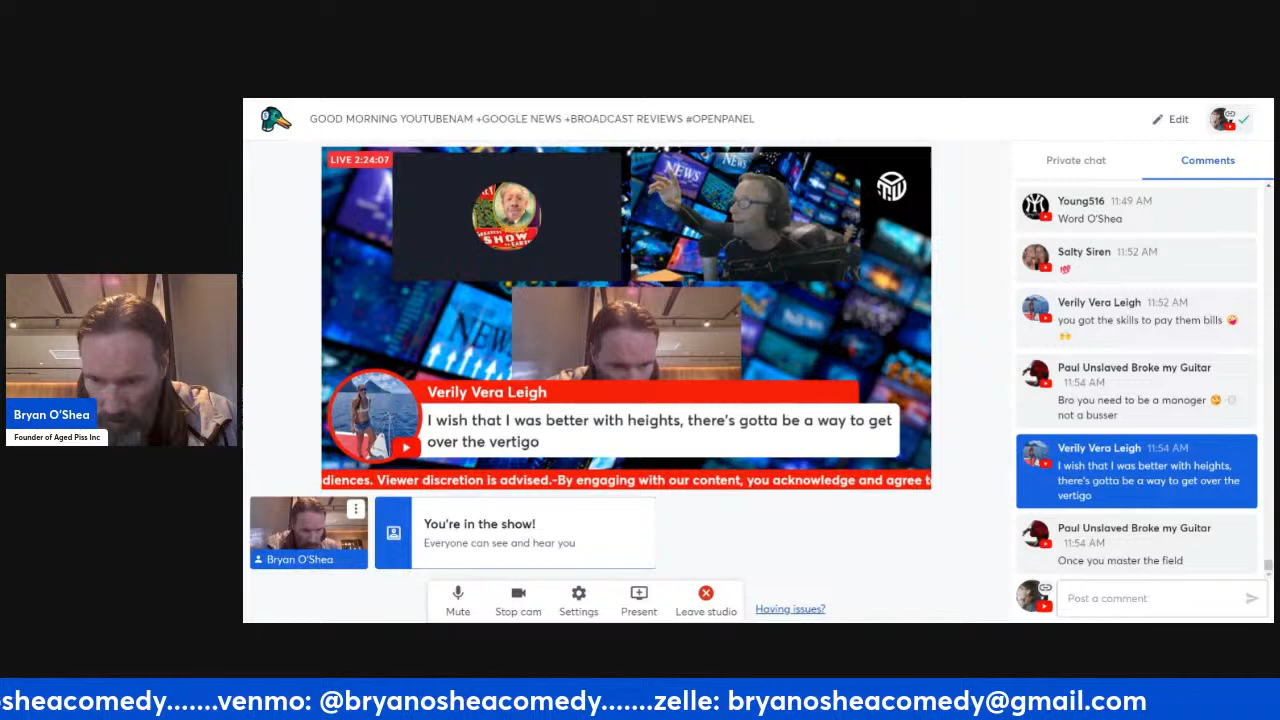 GOOD MORNING YOUTUBENAM +GOOGLE NEWS +BROADCAST REVIEWS #OPENPANEL
Edit
LIVE 2:24:07
NEWS
NEWS
SHOW
NEWS
Verily Vera Leigh
I wish that I was better with heights, there's gotta be a way to get
over the vertigo
diences. Viewer discretion is advised.-By engaging with our content, you acknowledge and agree t
Bryan O'Shea
Founder of Aged Piss Inc
Bryan O'Shea
You're in the show!
Everyone can see and hear you
Mute
Stop cam
Settings
Present
Leave studio
Having issues?
Private chat
Comments
Young516 11:49 AM
Word O'Shea
Salty Siren 11:52 AM
💯
Verily Vera Leigh 11:52 AM
you got the skills to pay them bills 🤪
🙌
Paul Unslaved Broke my Guitar
11:54 AM
Bro you need to be a manager
not a busser
Verily Vera Leigh 11:54 AM
I wish that I was better with heights,
there's gotta be a way to get over the
vertigo
Paul Unslaved Broke my Guitar
11:54 AM
Once you master the field
Post a comment
sheacomedy.......venmo: @bryanosheacomedy.......zelle: bryanosheacomedy@gmail.com